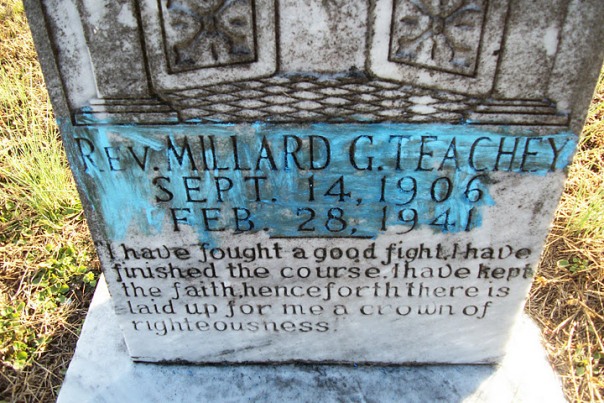 REV. MILLARD G. TEACHEY
SEPT. 14, 1906
FEB. 28, 1941
I have fought a good fight, I have
finished the course, I have kept
the faith, henceforth there is
laid up for me a crown of
righteousness.